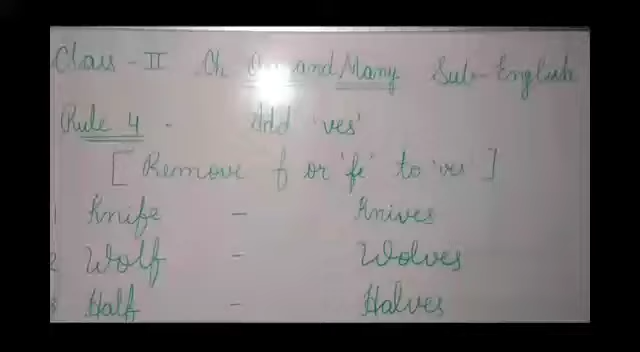 Class - II Ch One and Many Sub - English
Rule 4 - Add 'ves'
[ Remove f or 'fe' to 'ves' ]
1 Knife - Knives
2 Wolf - Wolves
3 Half - Halves